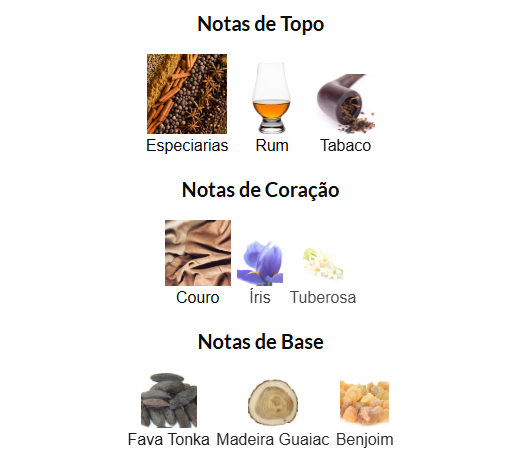 Notas de Topo
Especiarias Rum Tabaco
Notas de Coração
Couro Íris Tuberosa
Notas de Base
Fava Tonka Madeira Guaiac Benjoim